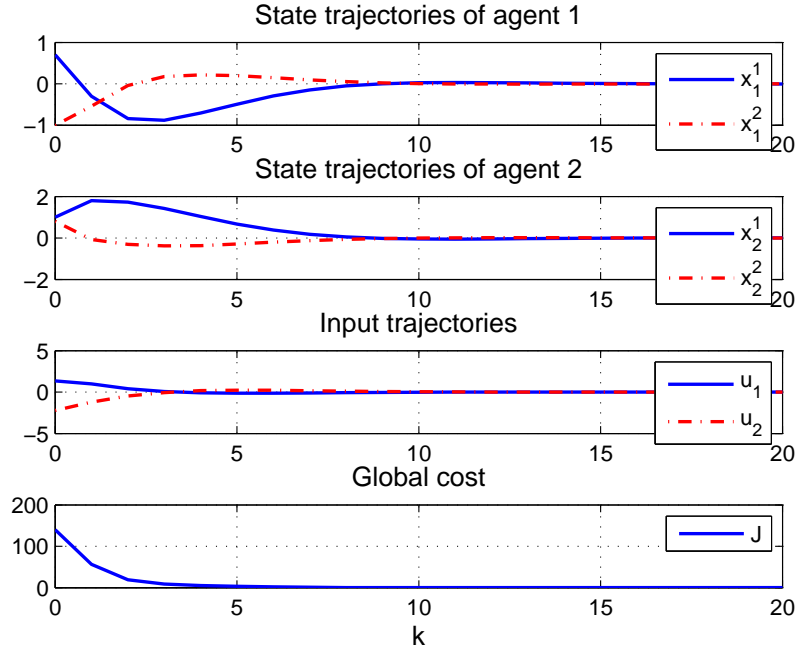 State trajectories of agent 1
1
0
−1
0 5 10 15 20
x_1^1
x_1^2
State trajectories of agent 2
2
0
−2
0 5 10 15 20
x_2^1
x_2^2
Input trajectories
5
0
−5
0 5 10 15 20
u_1
u_2
Global cost
200
100
0
0 5 10 15 20
J
k